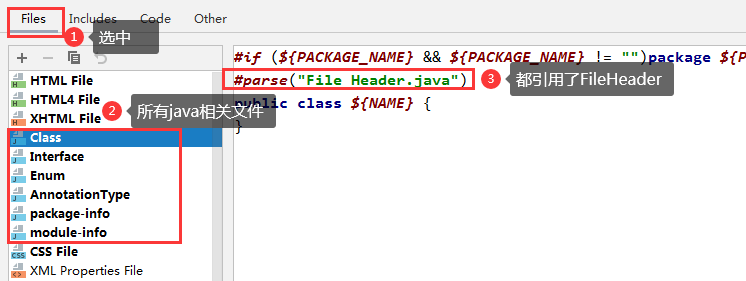 Files Includes Code Other
1 选中
HTML File
HTML4 File
XHTML File
2 所有java相关文件
Class
Interface
Enum
AnnotationType
package-info
module-info
CSS File
XML Properties File
#if (${PACKAGE_NAME} && ${PACKAGE_NAME} != "")package ${P
#parse("File Header.java")
3 都引用了FileHeader
public class ${NAME} {
}